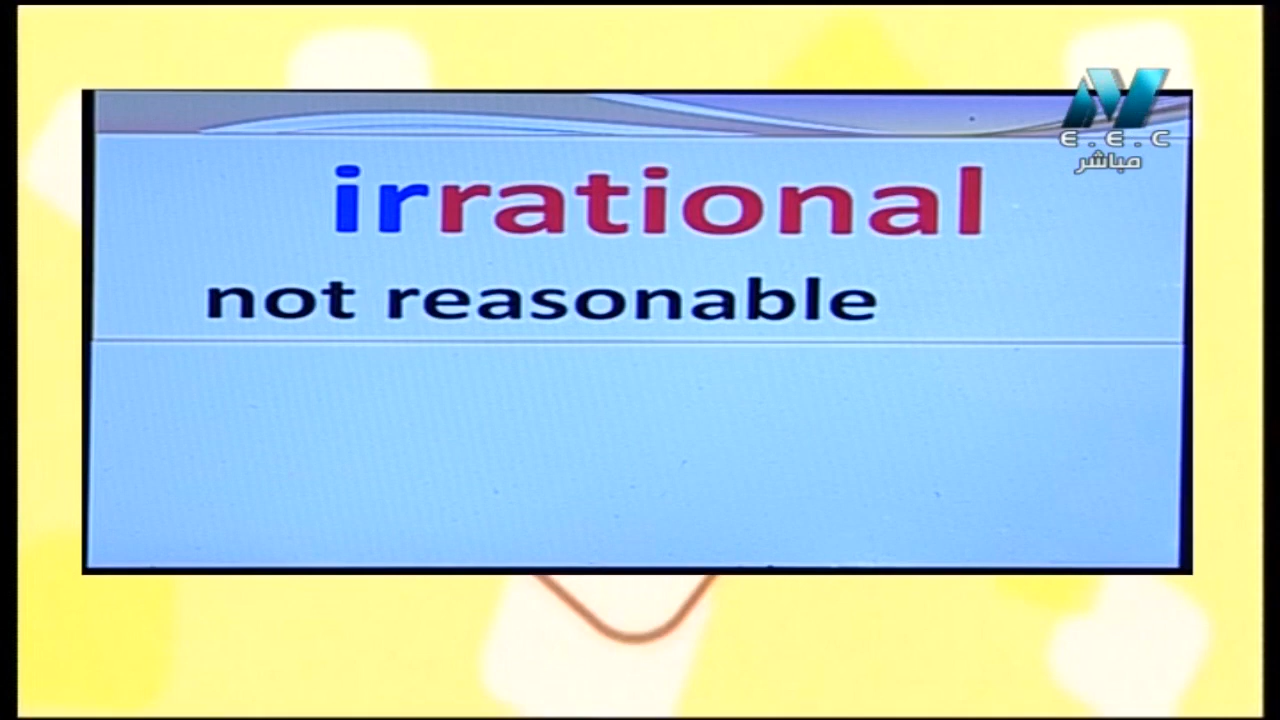 irrational
not reasonable
E.E.C
مباشر